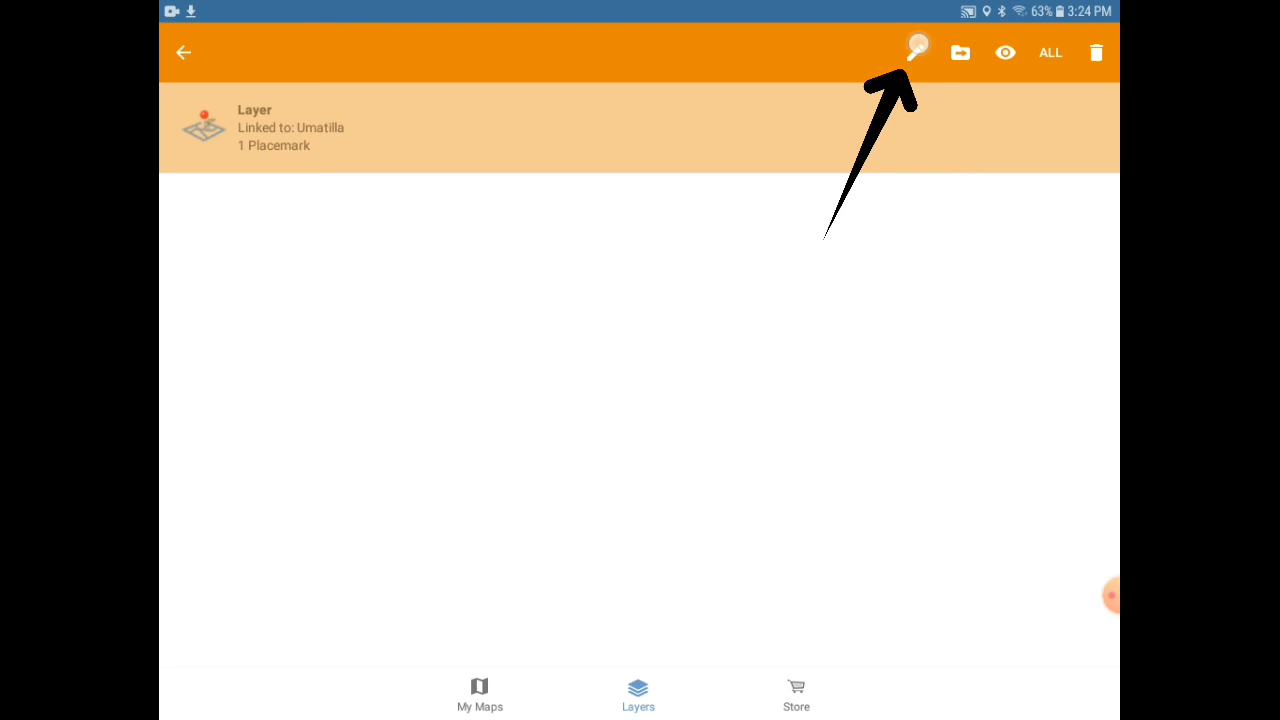 63% 3:24 PM
ALL
Layer
Linked to: Umatilla
1 Placemark
My Maps
Layers
Store